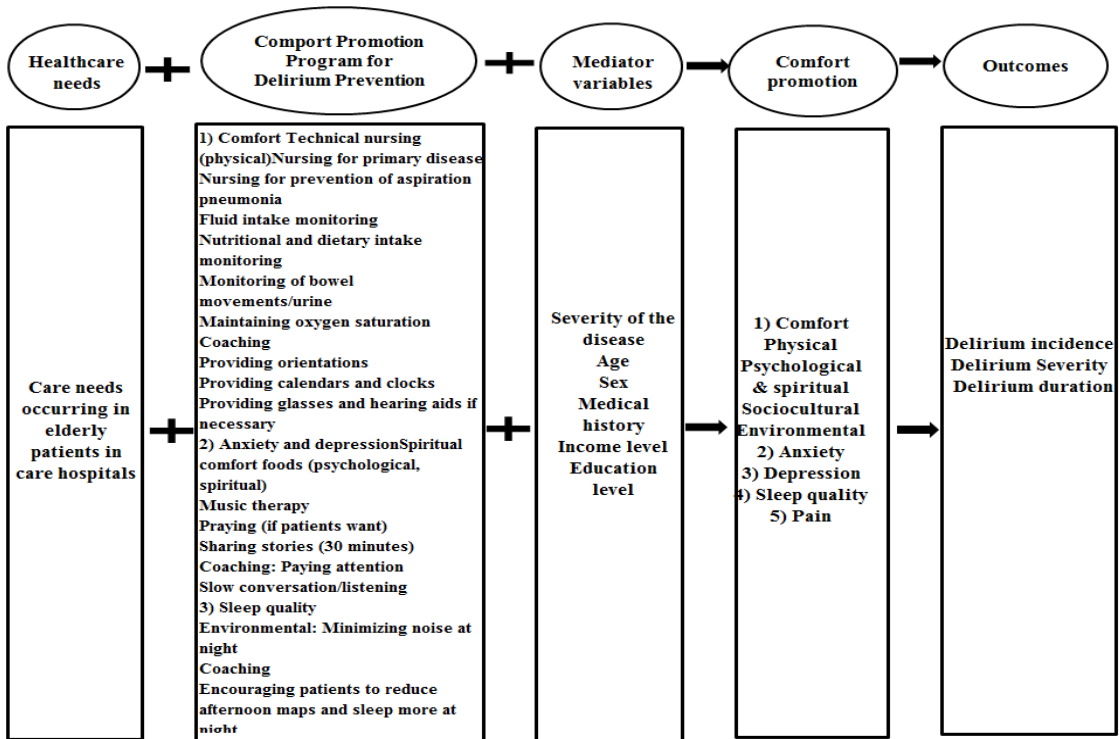 Healthcare
needs
Comport Promotion
Program for
Delirium Prevention
Mediator
variables
Comfort
promotion
Outcomes
Care needs
occurring in
elderly
patients in
care hospitals
1) Comfort Technical nursing
(physical)Nursing for primary disease
Nursing for prevention of aspiration
pneumonia
Fluid intake monitoring
Nutritional and dietary intake
monitoring
Monitoring of bowel
movements/urine
Maintaining oxygen saturation
Coaching
Providing orientations
Providing calendars and clocks
Providing glasses and hearing aids if
necessary
2) Anxiety and depressionSpiritual
comfort foods (psychological,
spiritual)
Music therapy
Praying (if patients want)
Sharing stories (30 minutes)
Coaching: Paying attention
Slow conversation/listening
3) Sleep quality
Environmental: Minimizing noise at
night
Coaching
Encouraging patients to reduce
afternoon maps and sleep more at
night
Severity of the
disease
Age
Sex
Medical
history
Income level
Education
level
1) Comfort
Physical
Psychological
& spiritual
Sociocultural
Environmental
2) Anxiety
3) Depression
4) Sleep quality
5) Pain
Delirium incidence
Delirium Severity
Delirium duration